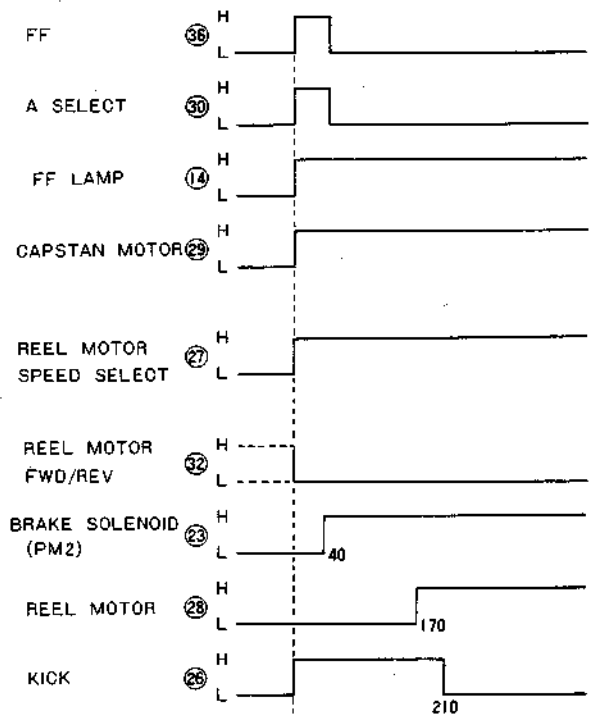 FF 36 H
L
A SELECT 30 H
L
FF LAMP 14 H
L
CAPSTAN MOTOR 29 H
L
REEL MOTOR
SPEED SELECT 27 H
L
REEL MOTOR
FWD/REV 32 H
L
BRAKE SOLENOID
(PM2) 23 H
L 40
REEL MOTOR 28 H
L 170
KICK 26 H
L 210